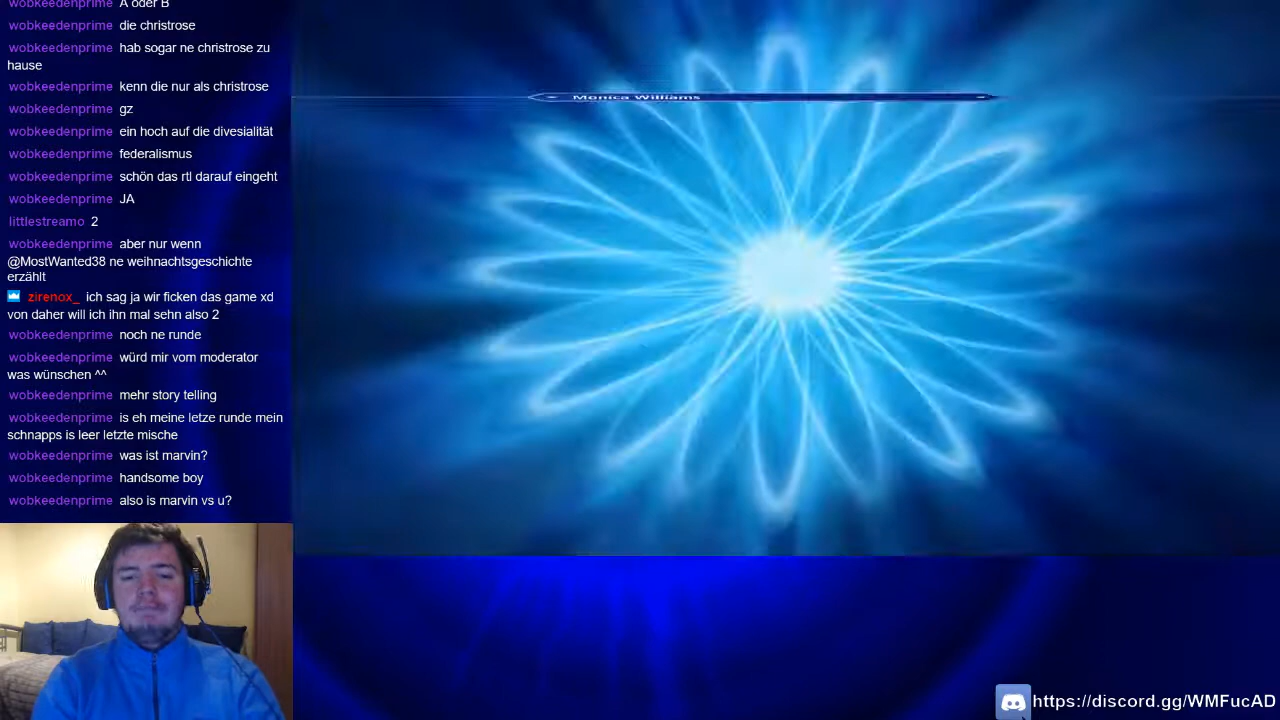 wobkeedenprime A oder B
wobkeedenprime die christrose
wobkeedenprime hab sogar ne christrose zu
hause
wobkeedenprime kenn die nur als christrose
wobkeedenprime gz
wobkeedenprime ein hoch auf die divesialität
wobkeedenprime federalismus
wobkeedenprime schön das rtl darauf eingeht
wobkeedenprime JA
littlestreamo 2
wobkeedenprime aber nur wenn
@MostWanted38 ne weihnachtsgeschichte
erzählt
zirenox_ ich sag ja wir ficken das game xd
von daher will ich ihn mal sehn also 2
wobkeedenprime noch ne runde
wobkeedenprime würd mir vom moderator
was wünschen ^^
wobkeedenprime mehr story telling
wobkeedenprime is eh meine letze runde mein
schnapps is leer letzte mische
wobkeedenprime was ist marvin?
wobkeedenprime handsome boy
wobkeedenprime also is marvin vs u?
Monica Williams
https://discord.gg/WMFucAD